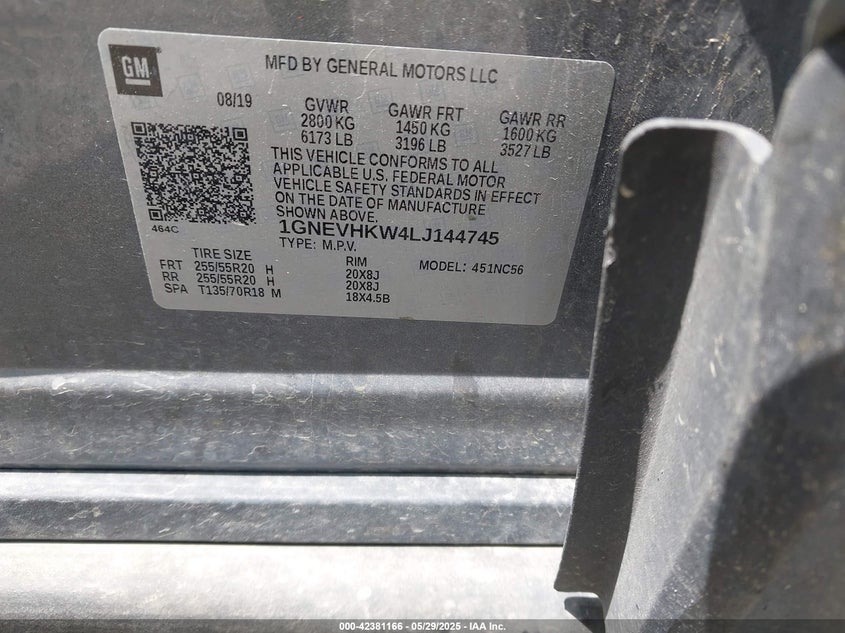 GM
MFD BY GENERAL MOTORS LLC
08/19 GVWR GAWR FRT GAWR RR
2800 KG 1450 KG 1600 KG
6173 LB 3196 LB 3527 LB
THIS VEHICLE CONFORMS TO ALL
APPLICABLE U.S. FEDERAL MOTOR
VEHICLE SAFETY STANDARDS IN EFFECT
ON THE DATE OF MANUFACTURE
SHOWN ABOVE.
464C
1GNEVHKW4LJ144745
TYPE: M.P.V.
TIRE SIZE RIM MODEL: 451NC56
FRT 255/55R20 H 20X8J
RR 255/55R20 H 20X8J
SPA T135/70R18 M 18X4.5B
000-42381166 - 05/29/2025 - IAA Inc.